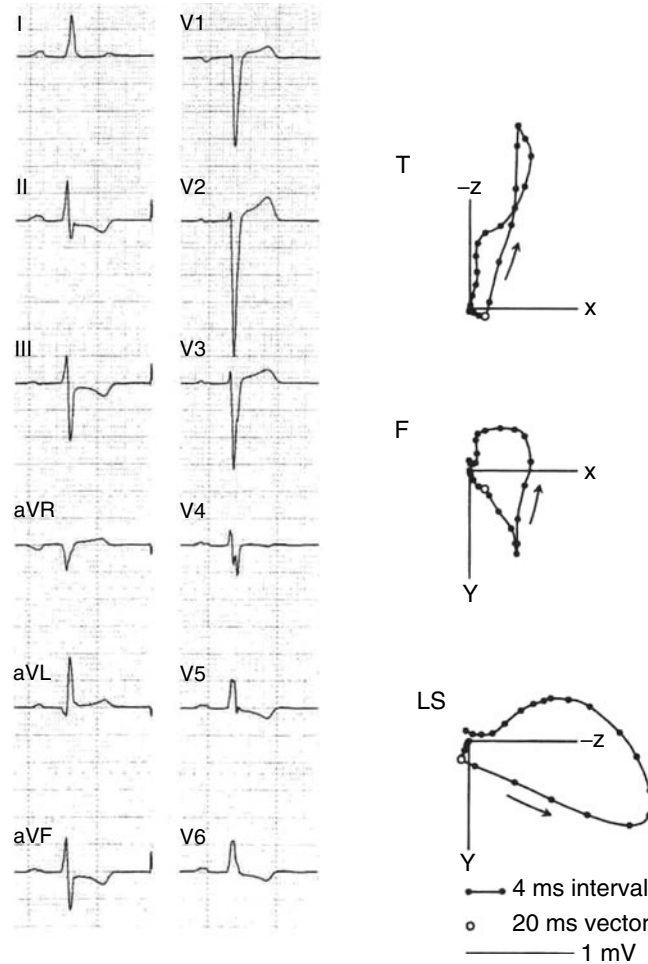 I
V1
II
V2
III
V3
aVR
V4
aVL
V5
aVF
V6
T
–z
x
F
x
Y
LS
–z
Y
4 ms interval
20 ms vector
1 mV